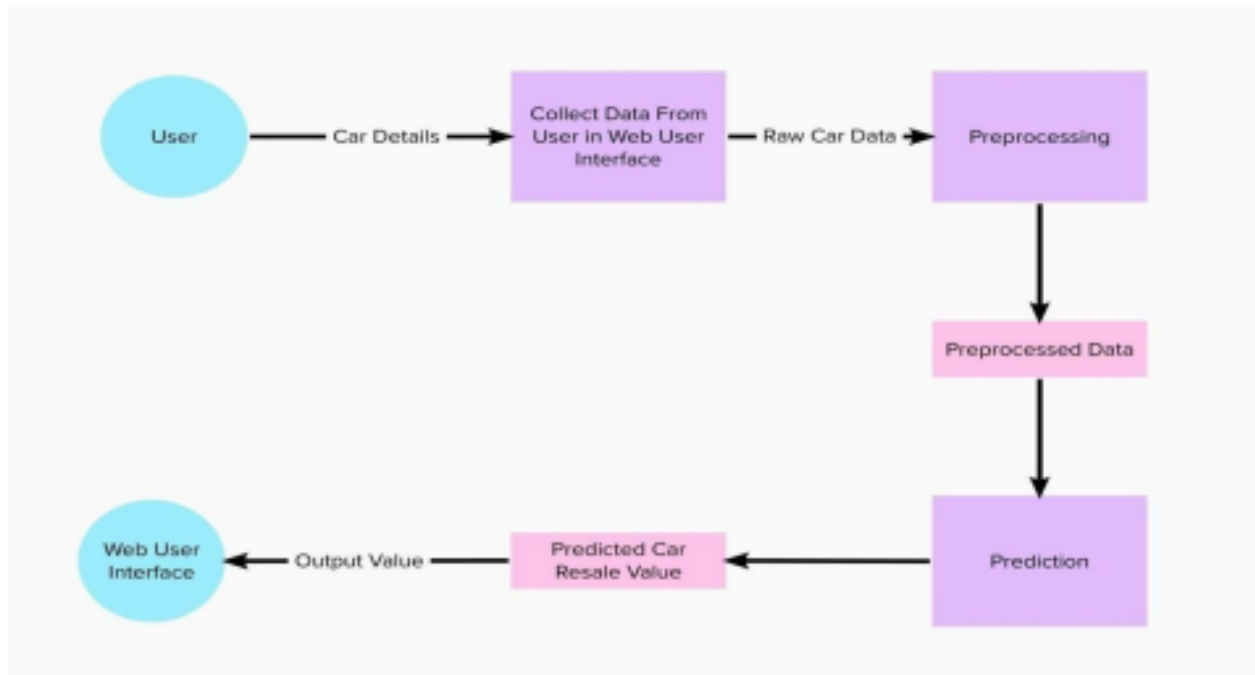 User
Car Details
Collect Data From
User in Web User
Interface
Raw Car Data
Preprocessing
Preprocessed Data
Prediction
Predicted Car
Resale Value
Output Value
Web User
Interface